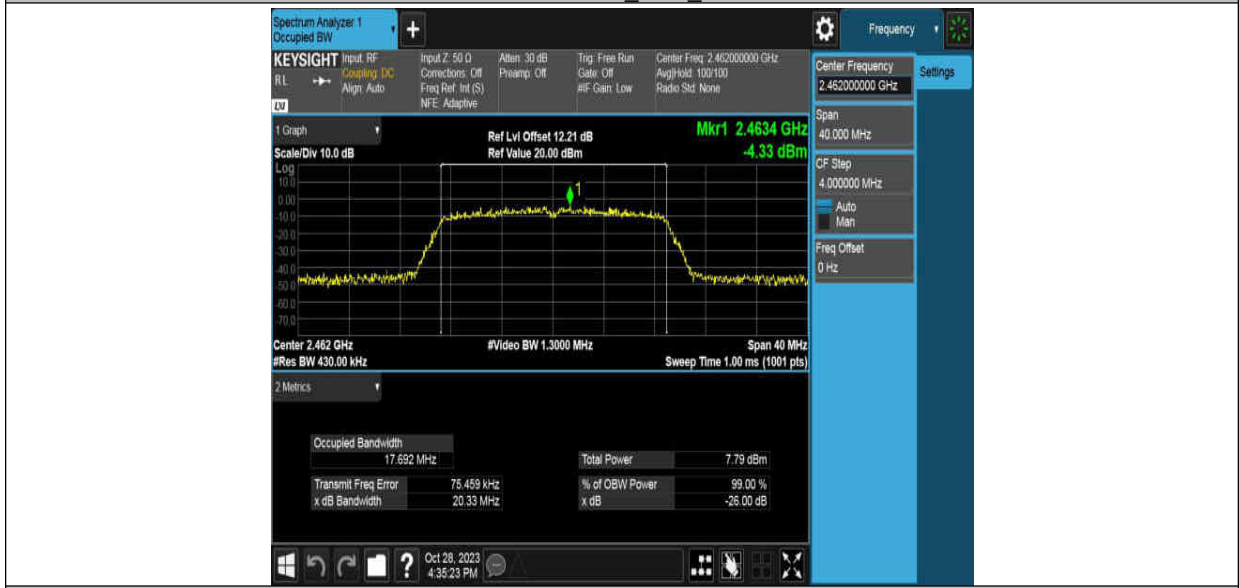 Spectrum Analyzer 1
Occupied BW
+
Frequency
KEYSIGHT
RL
LXI
Input: RF
Coupling: DC
Align: Auto
Input Z: 50 Ω
Corrections: Off
Freq Ref: Int (S)
NFE: Adaptive
Atten: 30 dB
Preamp: Off
Trig: Free Run
Gate: Off
#IF Gain: Low
Center Freq: 2.462000000 GHz
Avg|Hold: 100/100
Radio Std: None
Center Frequency
2.462000000 GHz
Settings
Span
40.000 MHz
CF Step
4.000000 MHz
Auto
Man
Freq Offset
0 Hz
1 Graph
Scale/Div 10.0 dB
Ref Lvl Offset 12.21 dB
Ref Value 20.00 dBm
Mkr1 2.4634 GHz
-4.33 dBm
Log
10.0
0.00
-10.0
-20.0
-30.0
-40.0
-50.0
-60.0
-70.0
1
Center 2.462 GHz
#Res BW 430.00 kHz
#Video BW 1.3000 MHz
Span 40 MHz
Sweep Time 1.00 ms (1001 pts)
2 Metrics
Occupied Bandwidth
17.692 MHz
Total Power 7.79 dBm
Transmit Freq Error 75.459 kHz
% of OBW Power 99.00 %
x dB Bandwidth 20.33 MHz
x dB -26.00 dB
?
Oct 28, 2023
4:35:23 PM